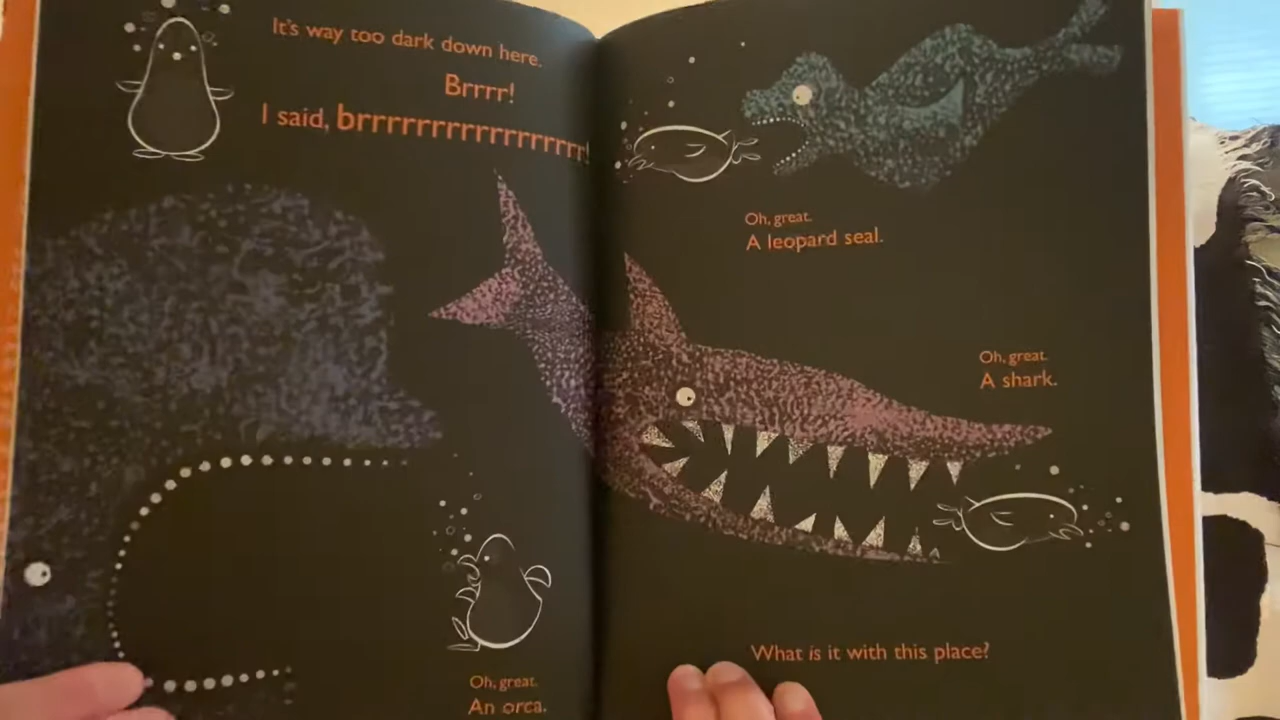 It's way too dark down here.
Brrrr!
I said, brrrrrrrrrrrrrrrrr!
Oh, great.
An orca.
Oh, great.
A leopard seal.
Oh, great.
A shark.
What is it with this place?